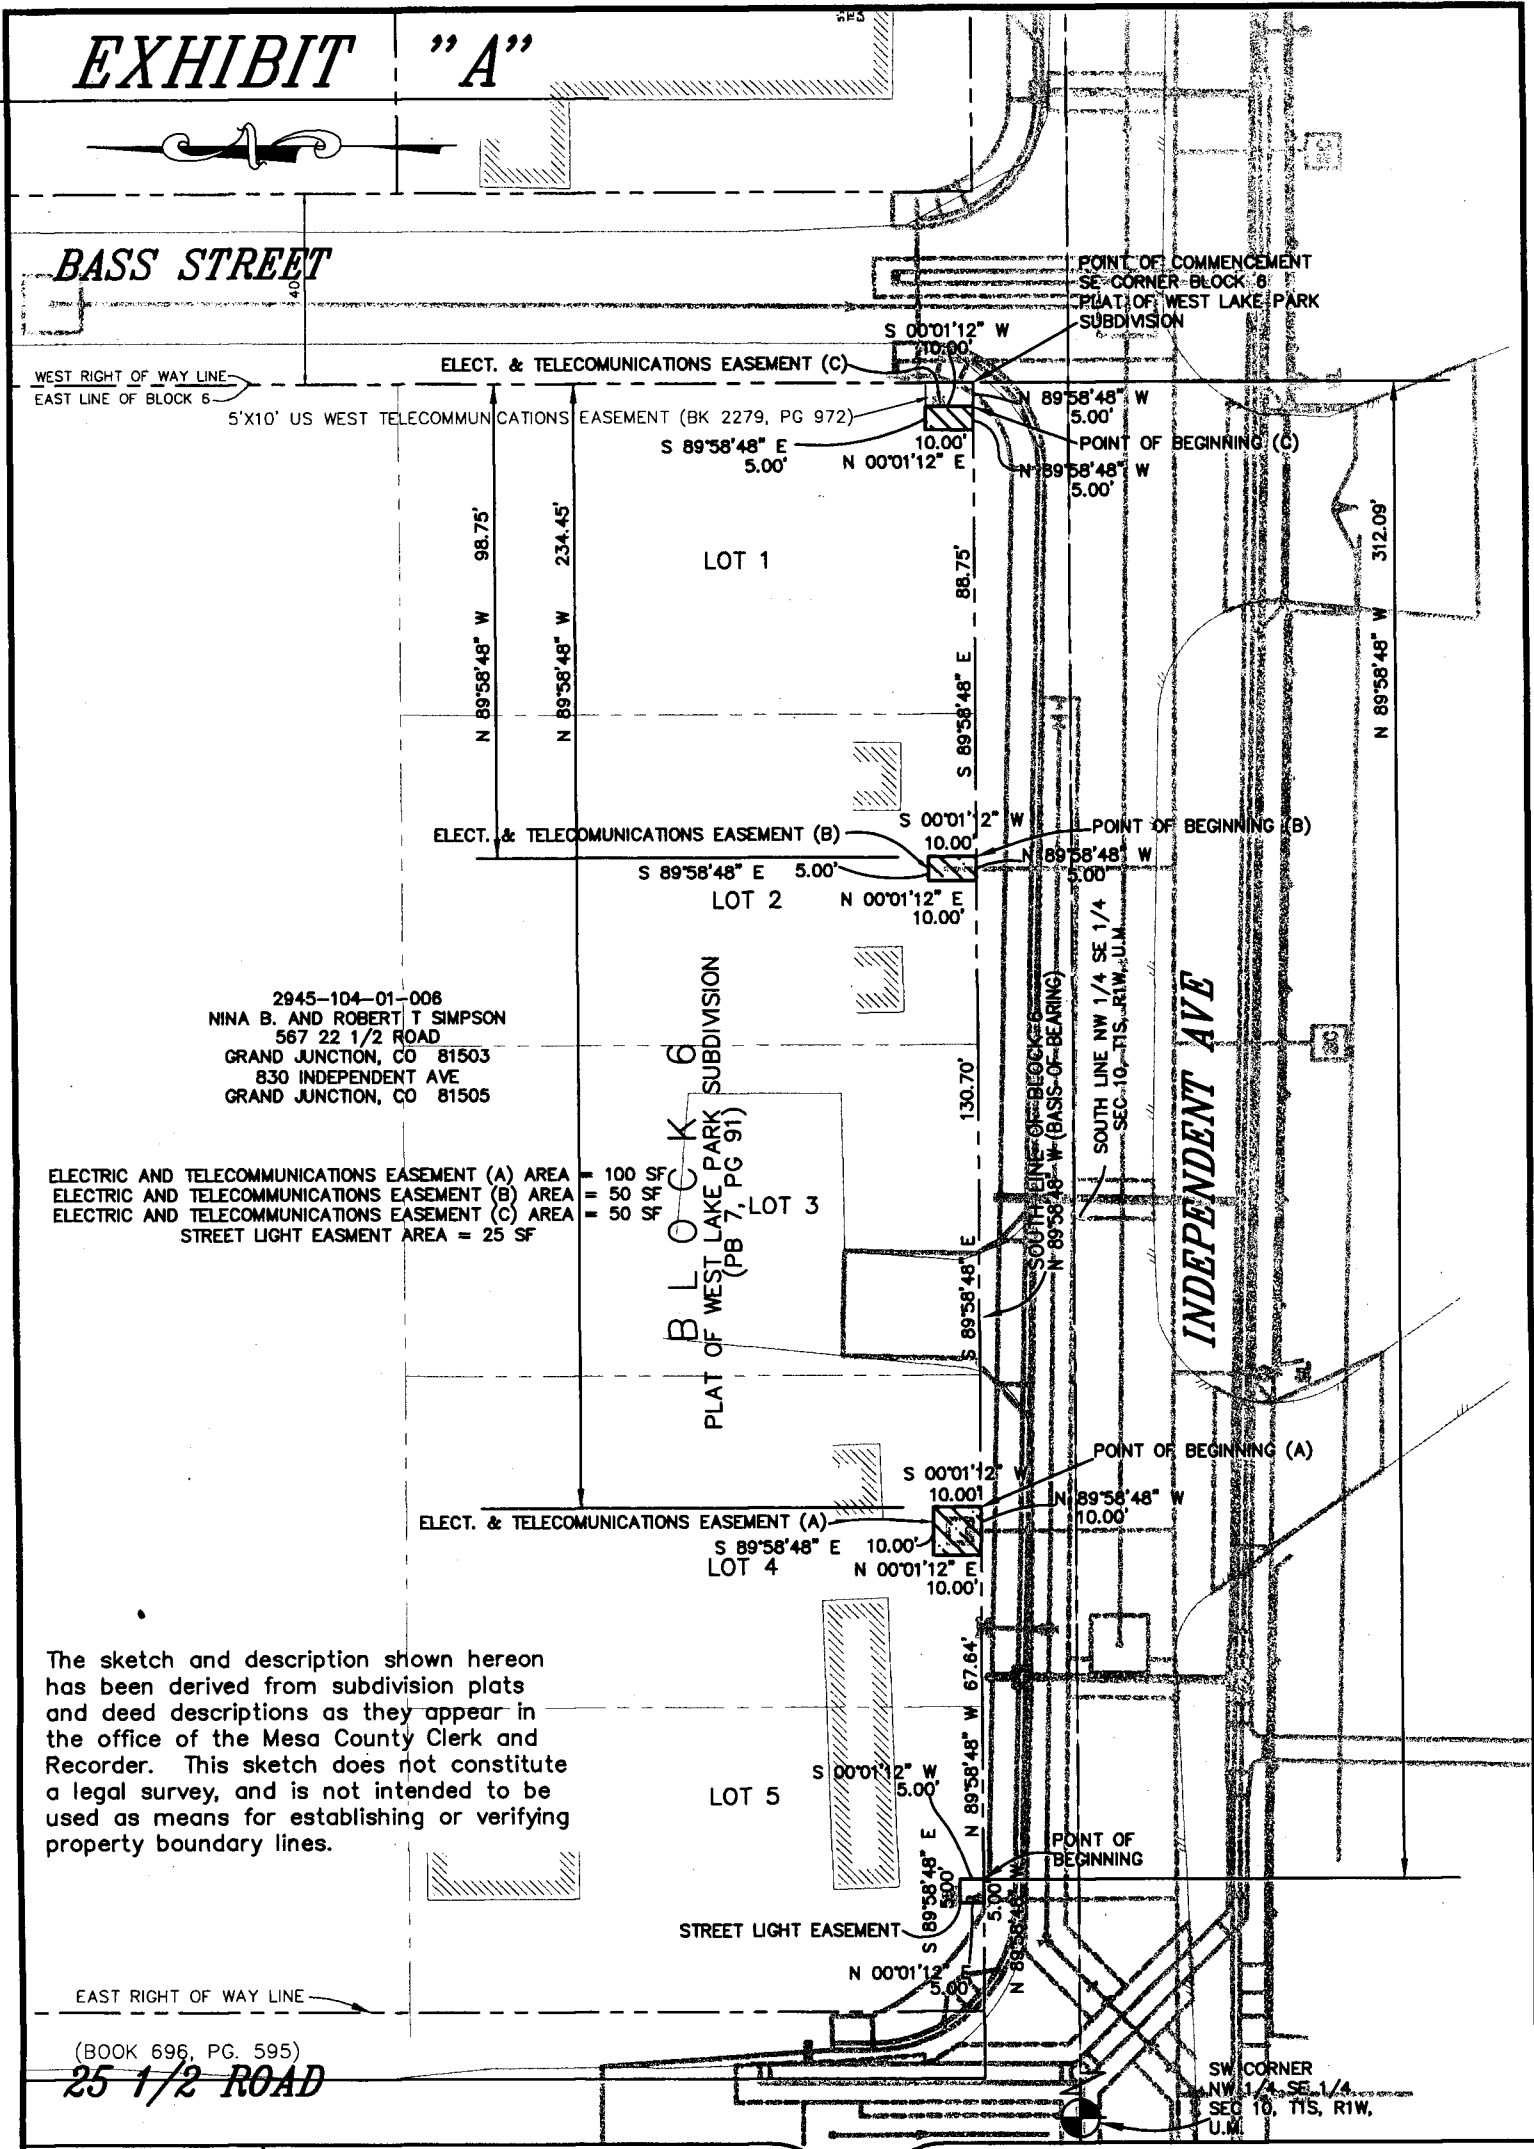 EXHIBIT "A"
BASS STREET
40
POINT OF COMMENCEMENT
SE CORNER BLOCK 6
PLAT OF WEST LAKE PARK
SUBDIVISION
S 00°01'12" W
10.00'
ELECT. & TELECOMUNICATIONS EASEMENT (C)
WEST RIGHT OF WAY LINE
EAST LINE OF BLOCK 6
5'X10' US WEST TELECOMMUNICATIONS EASEMENT (BK 2279, PG 972)
N 89°58'48" W
5.00'
S 89°58'48" E
5.00'
10.00'
N 00°01'12" E
POINT OF BEGINNING (C)
N 89°58'48" W
5.00'
N 89°58'48" W 98.75'
N 89°58'48" W 234.45'
LOT 1
S 89°58'48" E 88.75'
N 89°58'48" W 312.09'
ELECT. & TELECOMUNICATIONS EASEMENT (B)
S 00°01'12" W
10.00'
POINT OF BEGINNING (B)
N 89°58'48" W
5.00'
S 89°58'48" E 5.00'
LOT 2
N 00°01'12" E
10.00'
2945-104-01-006
NINA B. AND ROBERT T SIMPSON
567 22 1/2 ROAD
GRAND JUNCTION, CO 81503
830 INDEPENDENT AVE
GRAND JUNCTION, CO 81505
BLOCK 6
PLAT OF WEST LAKE PARK SUBDIVISION
(PB 7, PG 91)
S 89°58'48" E 130.70'
SOUTH LINE OF BLOCK 6
N 89°58'48" W (BASIS OF BEARING)
SOUTH LINE NW 1/4 SE 1/4
SEC 10, T1S, R1W, U.M.
INDEPENDENT AVE
ELECTRIC AND TELECOMMUNICATIONS EASEMENT (A) AREA = 100 SF
ELECTRIC AND TELECOMMUNICATIONS EASEMENT (B) AREA = 50 SF
ELECTRIC AND TELECOMMUNICATIONS EASEMENT (C) AREA = 50 SF
STREET LIGHT EASMENT AREA = 25 SF
LOT 3
POINT OF BEGINNING (A)
S 00°01'12" W
10.00'
N 89°58'48" W
10.00'
ELECT. & TELECOMUNICATIONS EASEMENT (A)
S 89°58'48" E 10.00'
LOT 4
N 00°01'12" E
10.00'
The sketch and description shown hereon
has been derived from subdivision plats
and deed descriptions as they appear in
the office of the Mesa County Clerk and
Recorder. This sketch does not constitute
a legal survey, and is not intended to be
used as means for establishing or verifying
property boundary lines.
N 89°58'48" W 67.64'
LOT 5
S 00°01'12" W
5.00'
POINT OF
BEGINNING
S 89°58'48" E
5.00'
5.00'
N 89°58'48" W
STREET LIGHT EASEMENT
N 00°01'12" E
5.00'
EAST RIGHT OF WAY LINE
(BOOK 696, PG. 595)
25 1/2 ROAD
SW CORNER
NW 1/4 SE 1/4
SEC 10, T1S, R1W,
U.M.